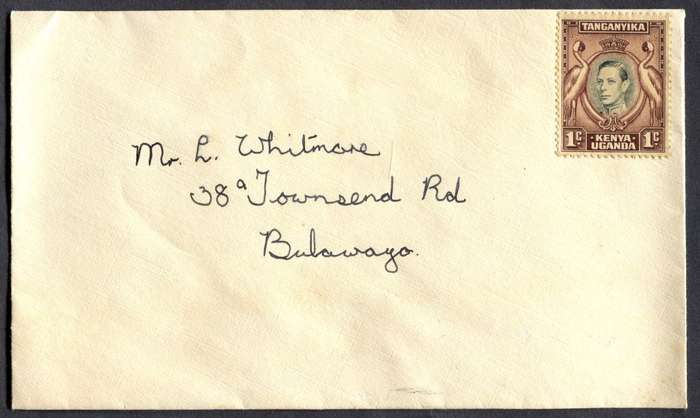 TANGANYIKA
1c 1c
KENYA
UGANDA
Mr. L. Whitmore
38a Townsend Rd
Bulawayo.